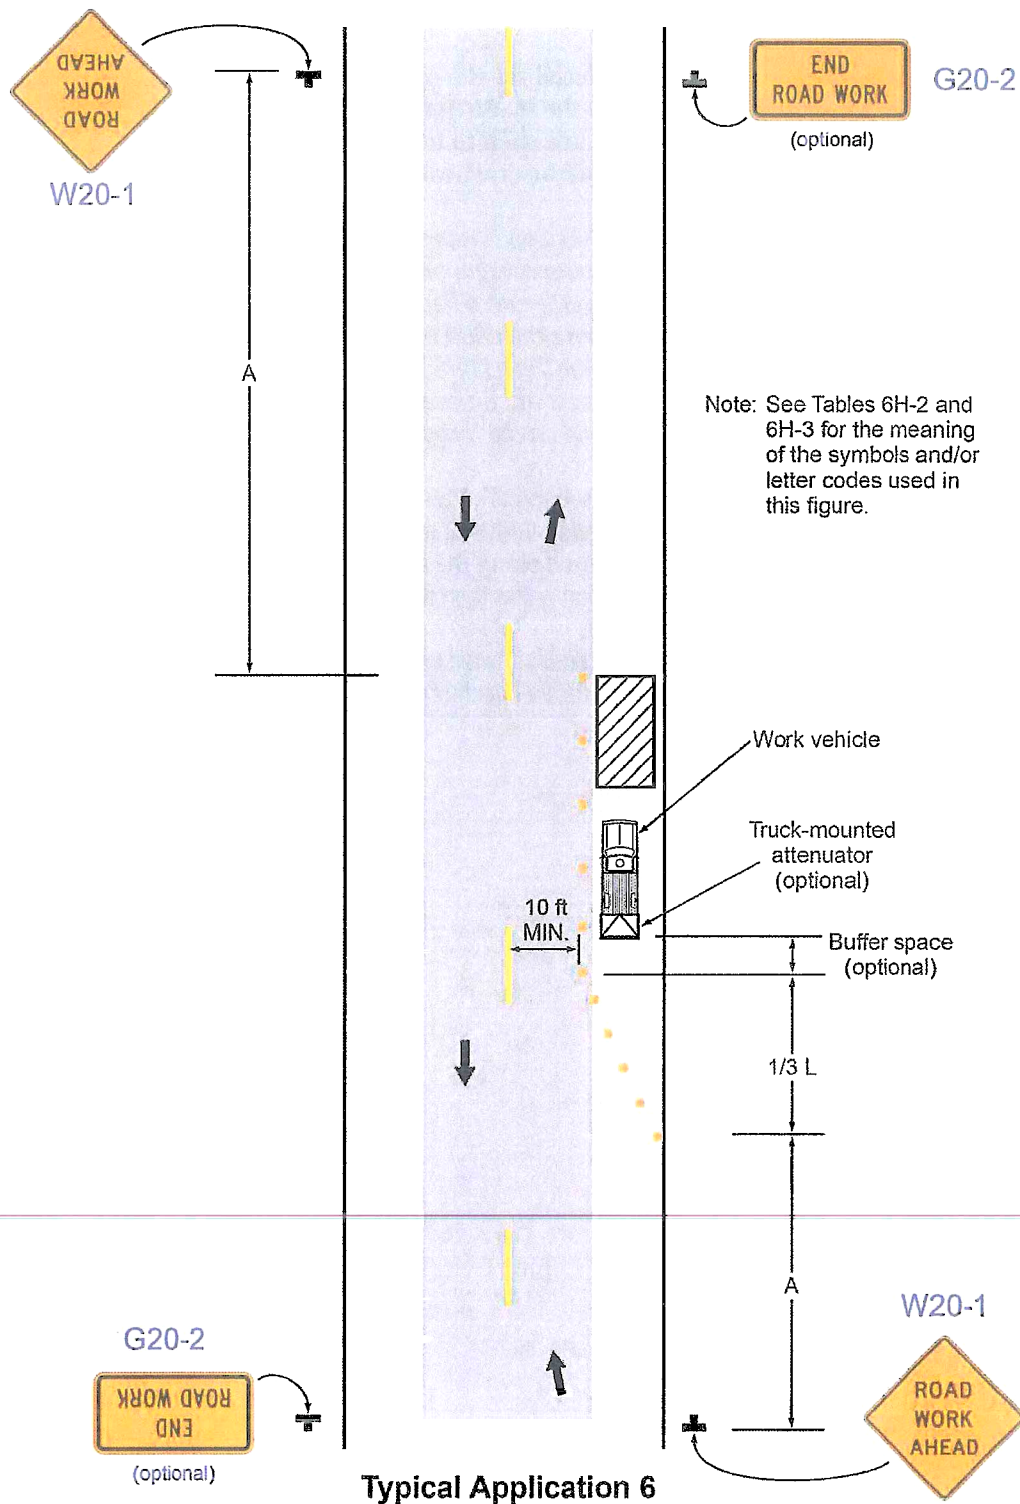 ROAD
WORK
AHEAD
W20-1
END
ROAD WORK
(optional)
G20-2
A
Note: See Tables 6H-2 and
6H-3 for the meaning
of the symbols and/or
letter codes used in
this figure.
Work vehicle
Truck-mounted
attenuator
(optional)
10 ft
MIN.
Buffer space
(optional)
1/3 L
A
G20-2
END
ROAD WORK
(optional)
W20-1
ROAD
WORK
AHEAD
Typical Application 6